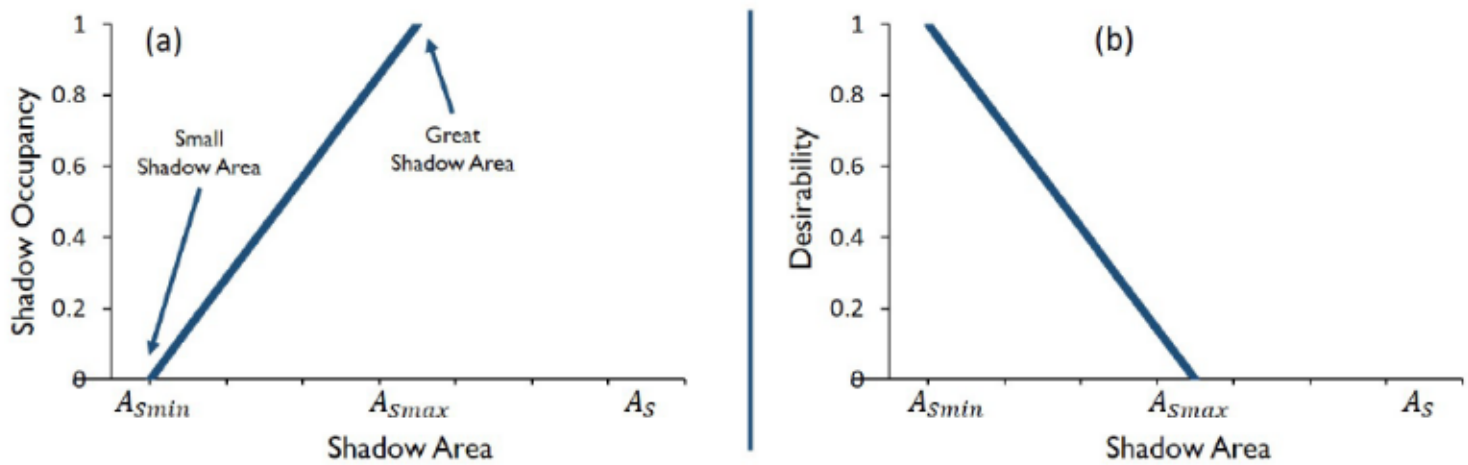 (a)
Shadow Occupancy
1
0.8
0.6
0.4
0.2
0
Small
Shadow Area
Great
Shadow Area
A_Smin
A_Smax
A_S
Shadow Area
(b)
Desirability
1
0.8
0.6
0.4
0.2
0
A_Smin
A_Smax
A_S
Shadow Area